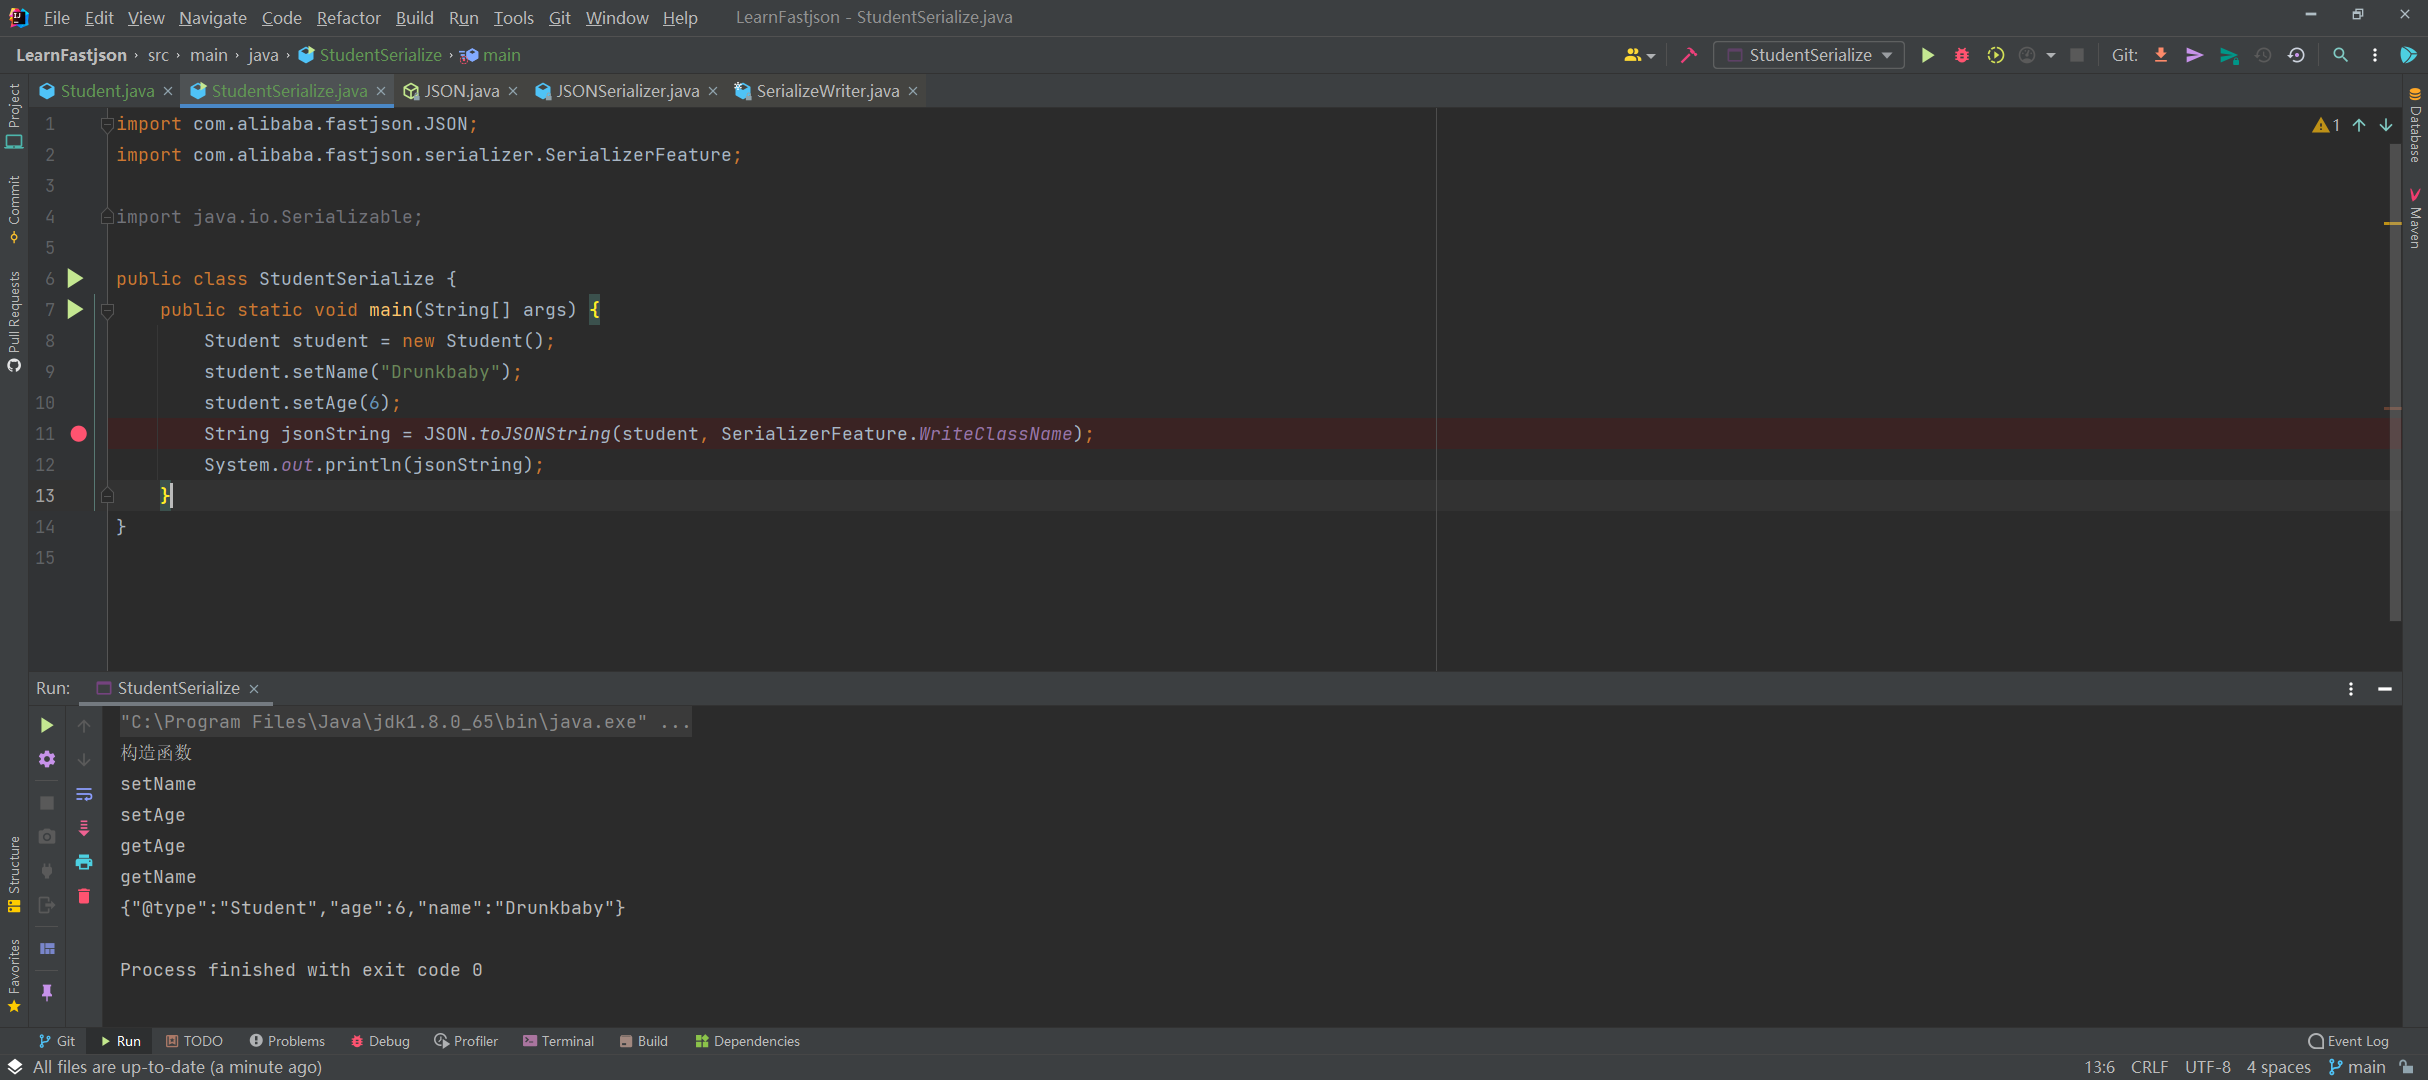 File Edit View Navigate Code Refactor Build Run Tools Git Window Help LearnFastjson - StudentSerialize.java
LearnFastjson › src › main › java › StudentSerialize › main
StudentSerialize
Git:
Student.java
StudentSerialize.java
JSON.java
JSONSerializer.java
SerializeWriter.java
Project
Commit
Pull Requests
Structure
Favorites
Database
Maven
1
1 import com.alibaba.fastjson.JSON;
2 import com.alibaba.fastjson.serializer.SerializerFeature;
3
4 import java.io.Serializable;
5
6 public class StudentSerialize {
7 public static void main(String[] args) {
8 Student student = new Student();
9 student.setName("Drunkbaby");
10 student.setAge(6);
11 String jsonString = JSON.toJSONString(student, SerializerFeature.WriteClassName);
12 System.out.println(jsonString);
13 }
14 }
15
Run: StudentSerialize
"C:\Program Files\Java\jdk1.8.0_65\bin\java.exe" ...
构造函数
setName
setAge
getAge
getName
{"@type":"Student","age":6,"name":"Drunkbaby"}
Process finished with exit code 0
Git Run TODO Problems Debug Profiler Terminal Build Dependencies Event Log
All files are up-to-date (a minute ago) 13:6 CRLF UTF-8 4 spaces main